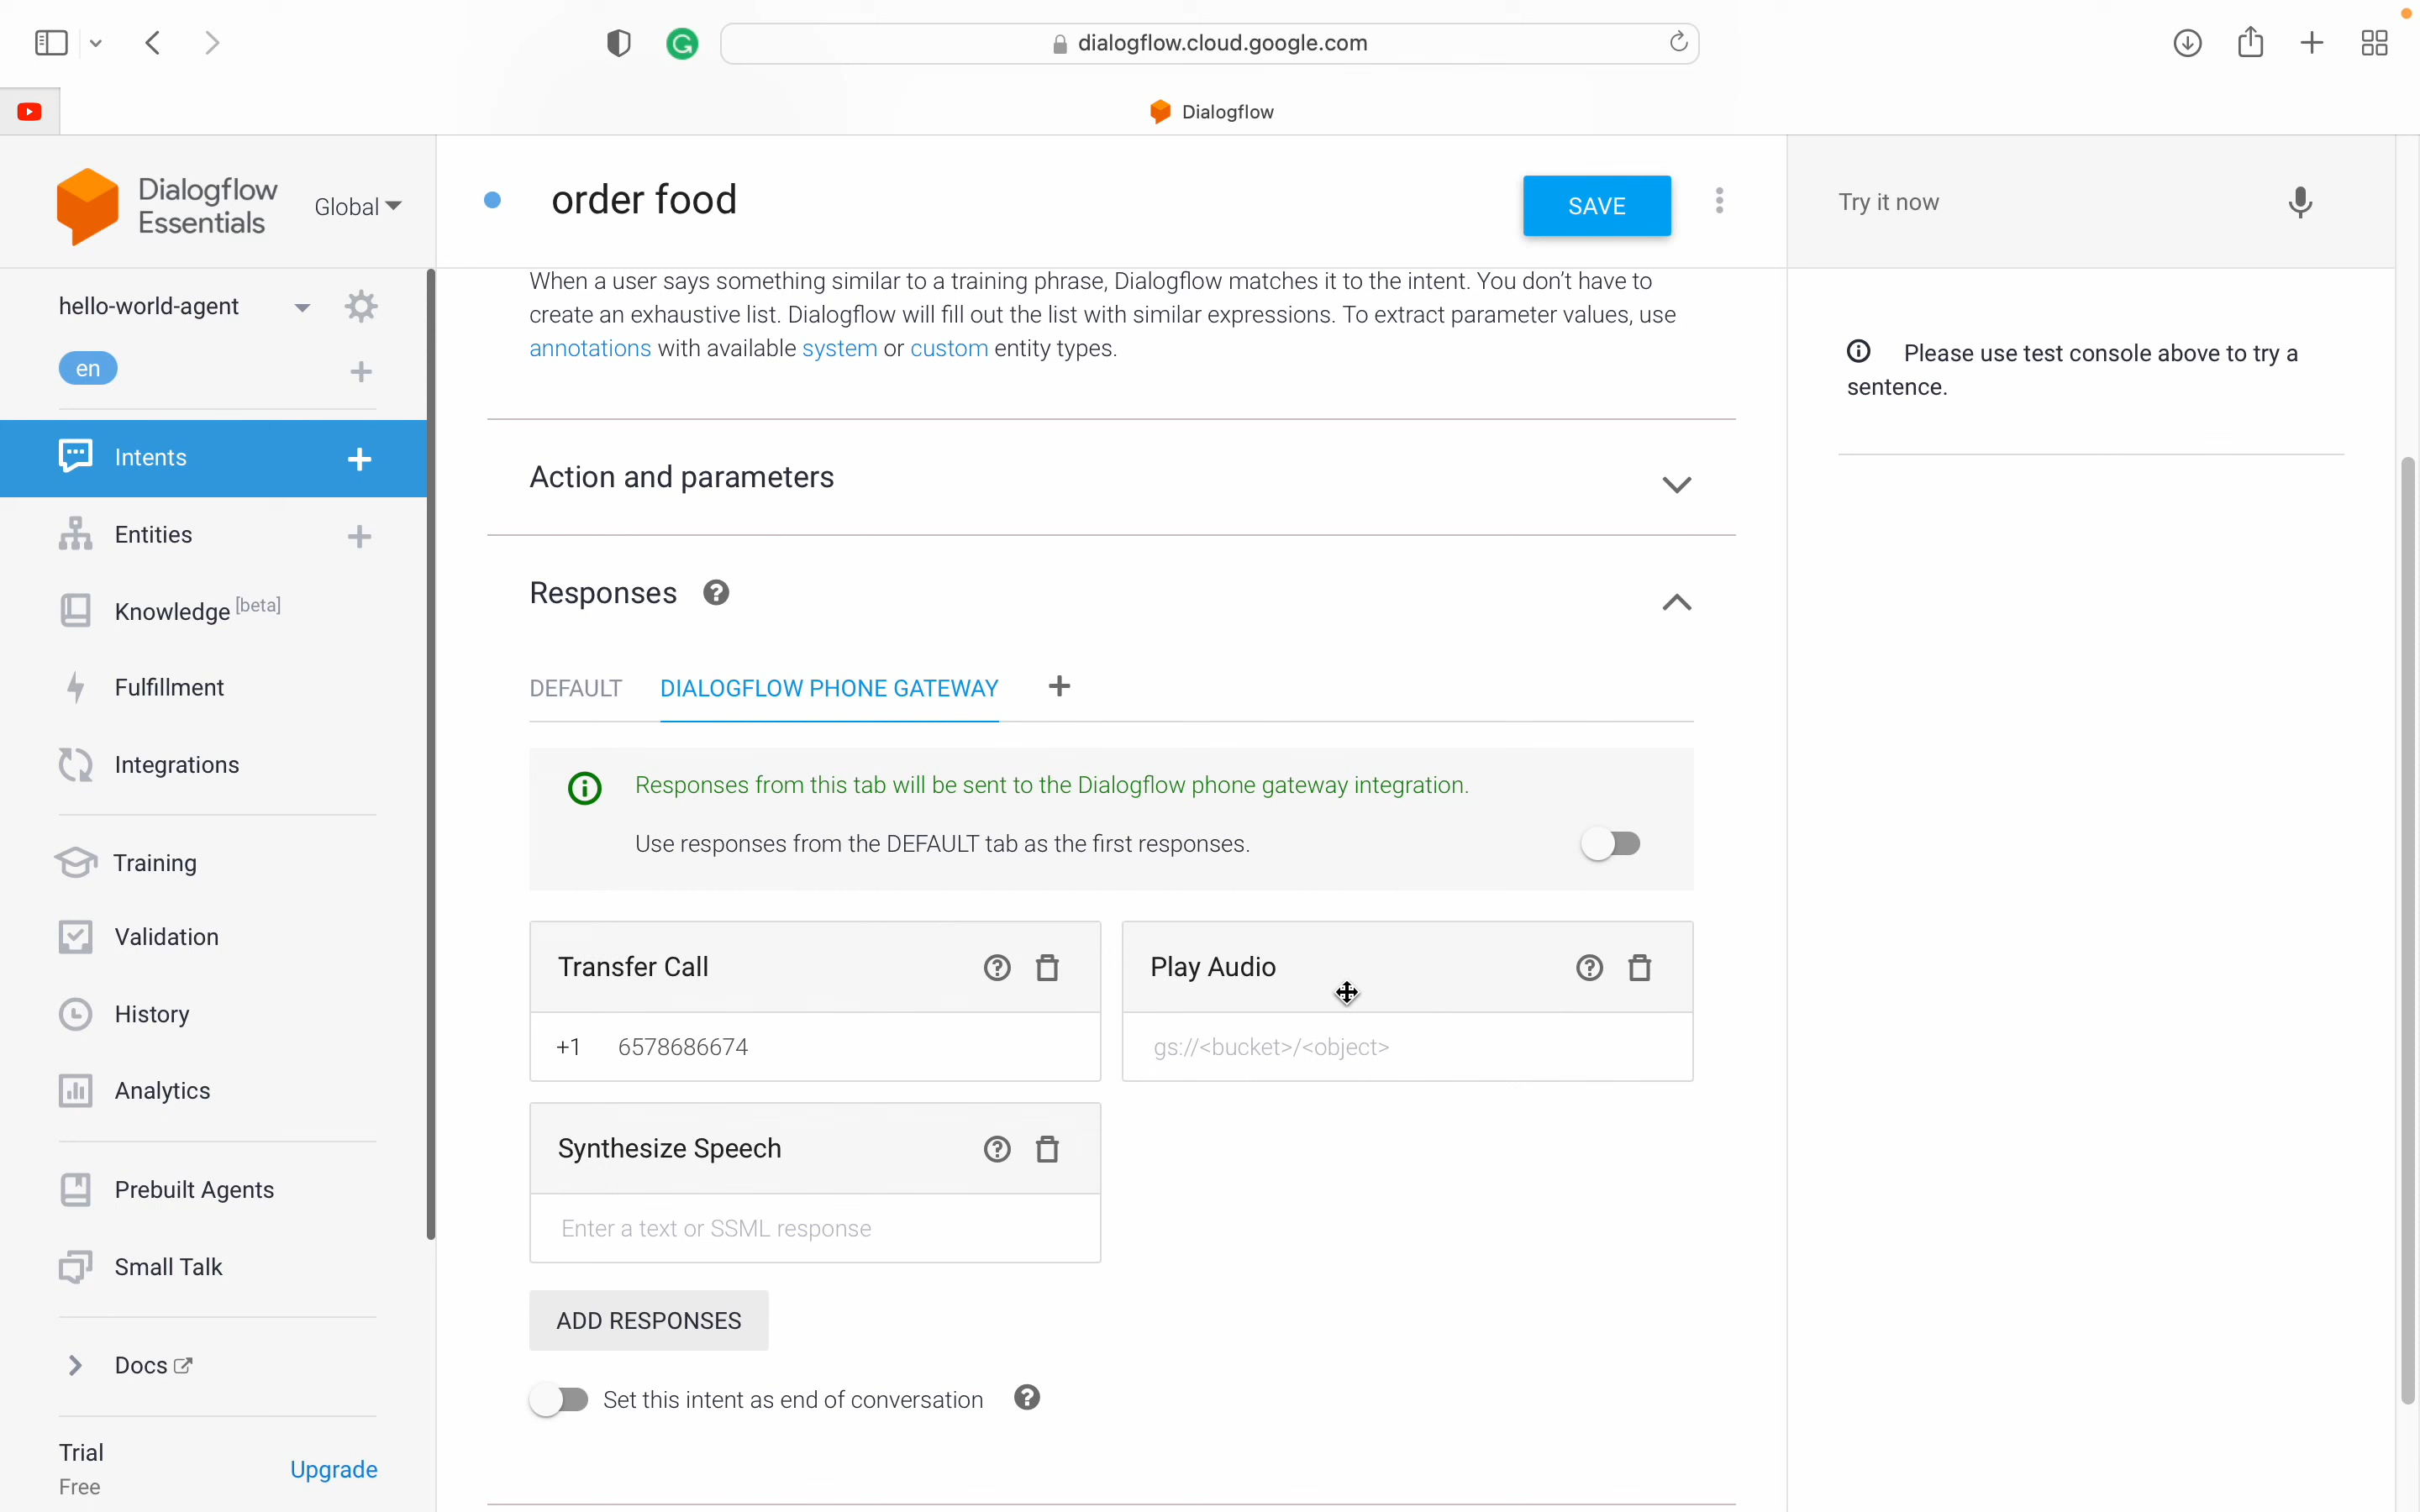 dialogflow.cloud.google.com
Dialogflow
Dialogflow
Essentials
Global
hello-world-agent
en
Intents
Entities
Knowledge [beta]
Fulfillment
Integrations
Training
Validation
History
Analytics
Prebuilt Agents
Small Talk
Docs
Trial
Free
Upgrade
order food
SAVE
When a user says something similar to a training phrase, Dialogflow matches it to the intent. You don't have to
create an exhaustive list. Dialogflow will fill out the list with similar expressions. To extract parameter values, use
annotations with available system or custom entity types.
Action and parameters
Responses
DEFAULT DIALOGFLOW PHONE GATEWAY
Responses from this tab will be sent to the Dialogflow phone gateway integration.
Use responses from the DEFAULT tab as the first responses.
Transfer Call
+1 6578686674
Play Audio
gs://<bucket>/<object>
Synthesize Speech
Enter a text or SSML response
ADD RESPONSES
Set this intent as end of conversation
Try it now
Please use test console above to try a
sentence.